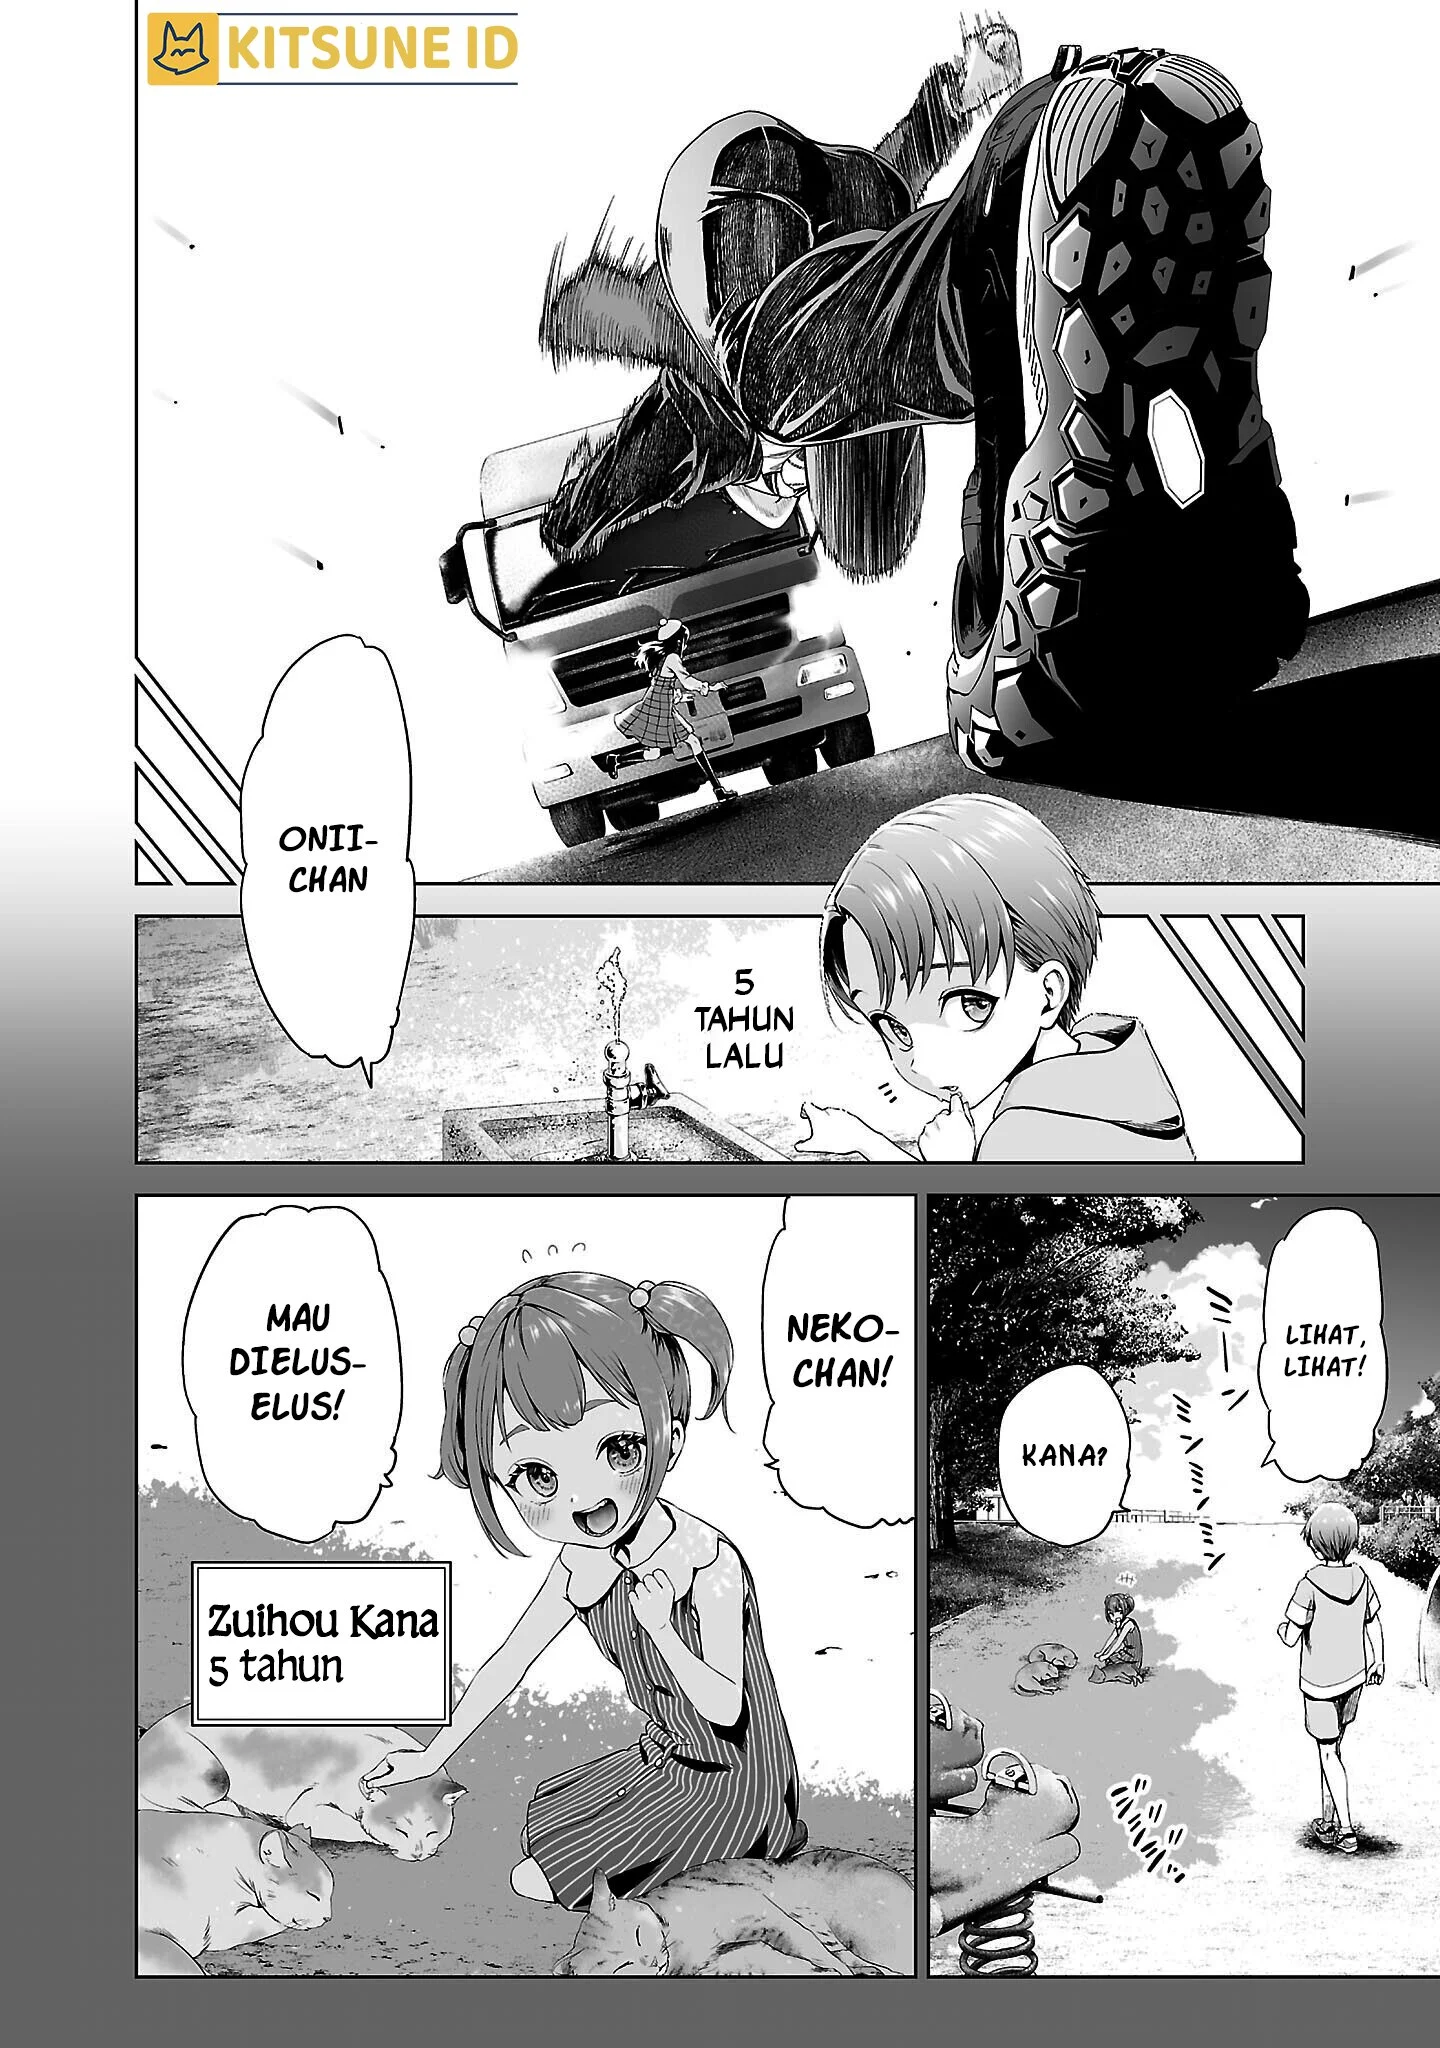 KITSUNE ID
ONII-
CHAN
5
TAHUN
LALU
LIHAT,
LIHAT!
KANA?
NEKO-
CHAN!
MAU
DIELUS-
ELUS!
Zuihou Kana
5 tahun